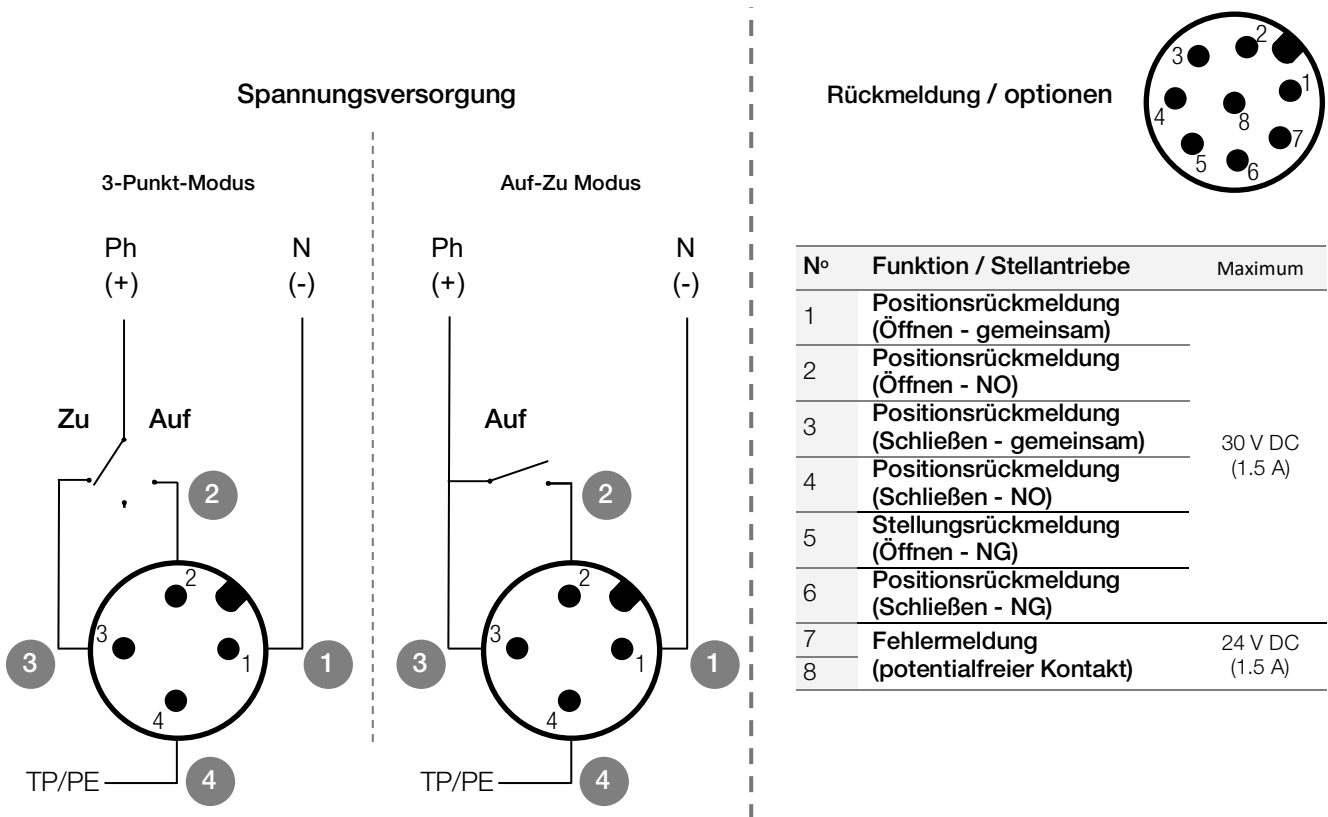 Spannungsversorgung
3-Punkt-Modus
Ph
(+)
N
(-)
Zu
Auf
2
2
3
1
4
3
1
4
TP/PE
Auf-Zu Modus
Ph
(+)
N
(-)
Auf
2
2
3
1
4
3
1
4
TP/PE
Rückmeldung / optionen
2
3
1
4
8
7
5
6
Nº Funktion / Stellantriebe Maximum
1 Positionsrückmeldung
(Öffnen - gemeinsam)
2 Positionsrückmeldung
(Öffnen - NO)
3 Positionsrückmeldung
(Schließen - gemeinsam)
4 Positionsrückmeldung
(Schließen - NO)
5 Stellungsrückmeldung
(Öffnen - NG)
6 Positionsrückmeldung
(Schließen - NG)
30 V DC
(1.5 A)
7 Fehlermeldung
8 (potentialfreier Kontakt)
24 V DC
(1.5 A)